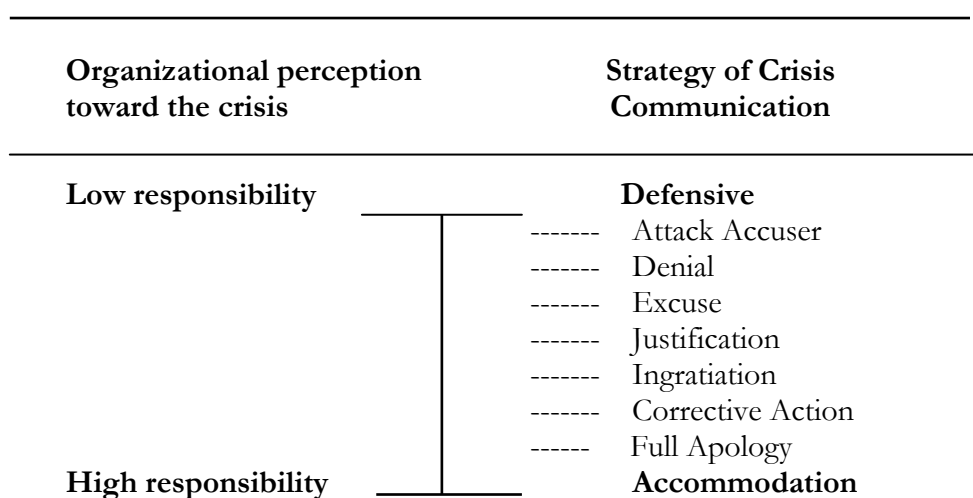 Organizational perception Strategy of Crisis
toward the crisis Communication
Low responsibility Defensive
------- Attack Accuser
------- Denial
------- Excuse
------- Justification
------- Ingratiation
------- Corrective Action
------ Full Apology
High responsibility Accommodation